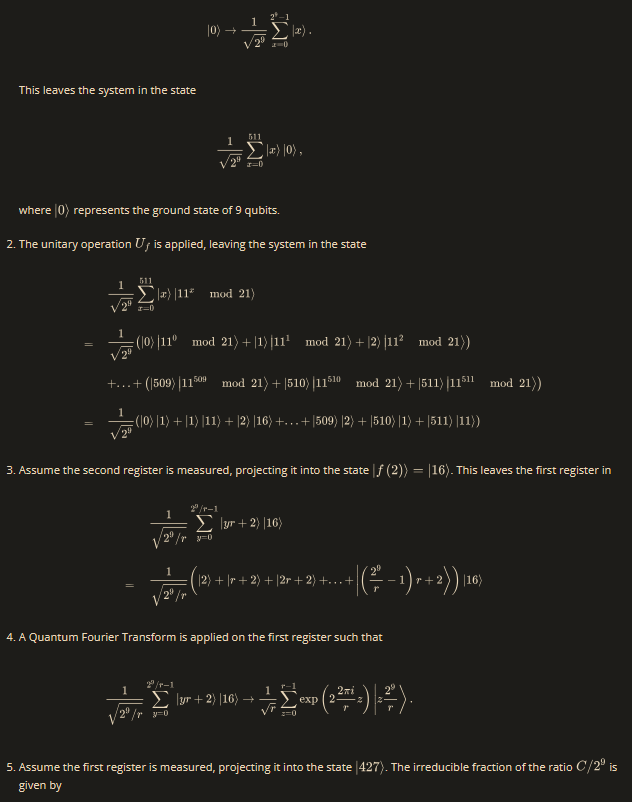 |0⟩ → 1/√2⁹ ∑_{x=0}^{2⁹−1} |x⟩ .
This leaves the system in the state
1/√2⁹ ∑_{x=0}^{511} |x⟩ |0⟩ ,
where |0⟩ represents the ground state of 9 qubits.
2. The unitary operation U_f is applied, leaving the system in the state
1/√2⁹ ∑_{x=0}^{511} |x⟩ |11ˣ mod 21⟩
= 1/√2⁹ (|0⟩ |11⁰ mod 21⟩ + |1⟩ |11¹ mod 21⟩ + |2⟩ |11² mod 21⟩)
+ . . . + (|509⟩ |11⁵⁰⁹ mod 21⟩ + |510⟩ |11⁵¹⁰ mod 21⟩ + |511⟩ |11⁵¹¹ mod 21⟩)
= 1/√2⁹ (|0⟩ |1⟩ + |1⟩ |11⟩ + |2⟩ |16⟩ + . . . + |509⟩ |2⟩ + |510⟩ |1⟩ + |511⟩ |11⟩)
3. Assume the second register is measured, projecting it into the state |f (2)⟩ = |16⟩. This leaves the first register in
1/√(2⁹/r) ∑_{y=0}^{2⁹/r−1} |yr + 2⟩ |16⟩
= 1/√(2⁹/r) (|2⟩ + |r + 2⟩ + |2r + 2⟩ + . . . + |(2⁹/r − 1) r + 2⟩) |16⟩
4. A Quantum Fourier Transform is applied on the first register such that
1/√(2⁹/r) ∑_{y=0}^{2⁹/r−1} |yr + 2⟩ |16⟩ → 1/√r ∑_{z=0}^{r−1} exp (2 2πi/r z) |z 2⁹/r⟩ .
5. Assume the first register is measured, projecting it into the state |427⟩. The irreducible fraction of the ratio C/2⁹ is
given by